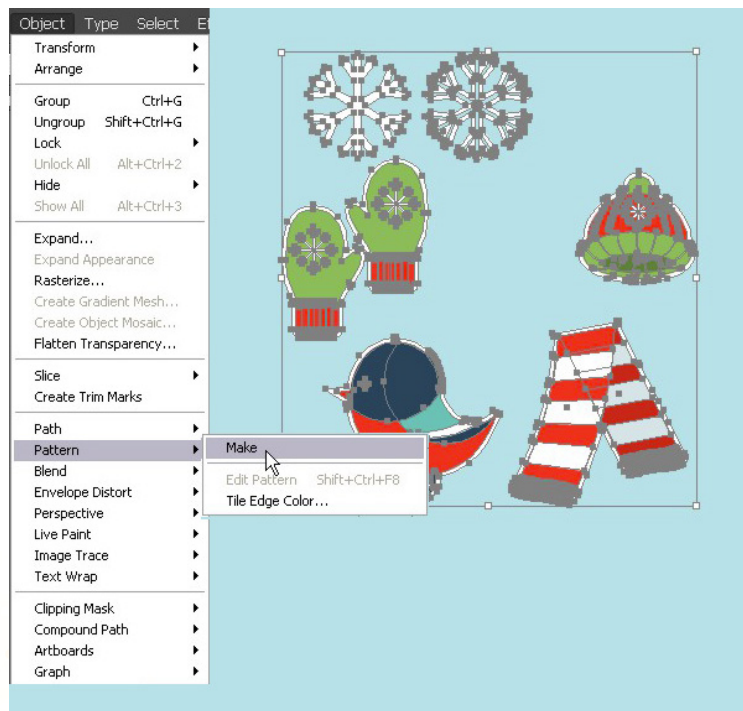 Object Type Select
Transform
Arrange
Group Ctrl+G
Ungroup Shift+Ctrl+G
Lock
Unlock All Alt+Ctrl+2
Hide
Show All Alt+Ctrl+3
Expand...
Expand Appearance
Rasterize...
Create Gradient Mesh...
Create Object Mosaic...
Flatten Transparency...
Slice
Create Trim Marks
Path
Pattern
Make
Blend
Edit Pattern Shift+Ctrl+F8
Envelope Distort
Tile Edge Color...
Perspective
Live Paint
Image Trace
Text Wrap
Clipping Mask
Compound Path
Artboards
Graph